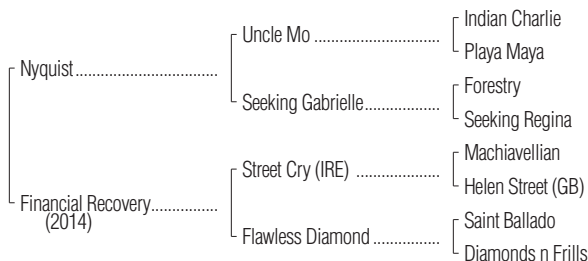 Indian Charlie
Uncle Mo ..................................
Playa Maya
Nyquist.......................................
Forestry
Seeking Gabrielle....................
Seeking Regina
Machiavellian
Street Cry (IRE) ......................
Helen Street (GB)
Financial Recovery..................
(2014)
Saint Ballado
Flawless Diamond ..................
Diamonds n Frills